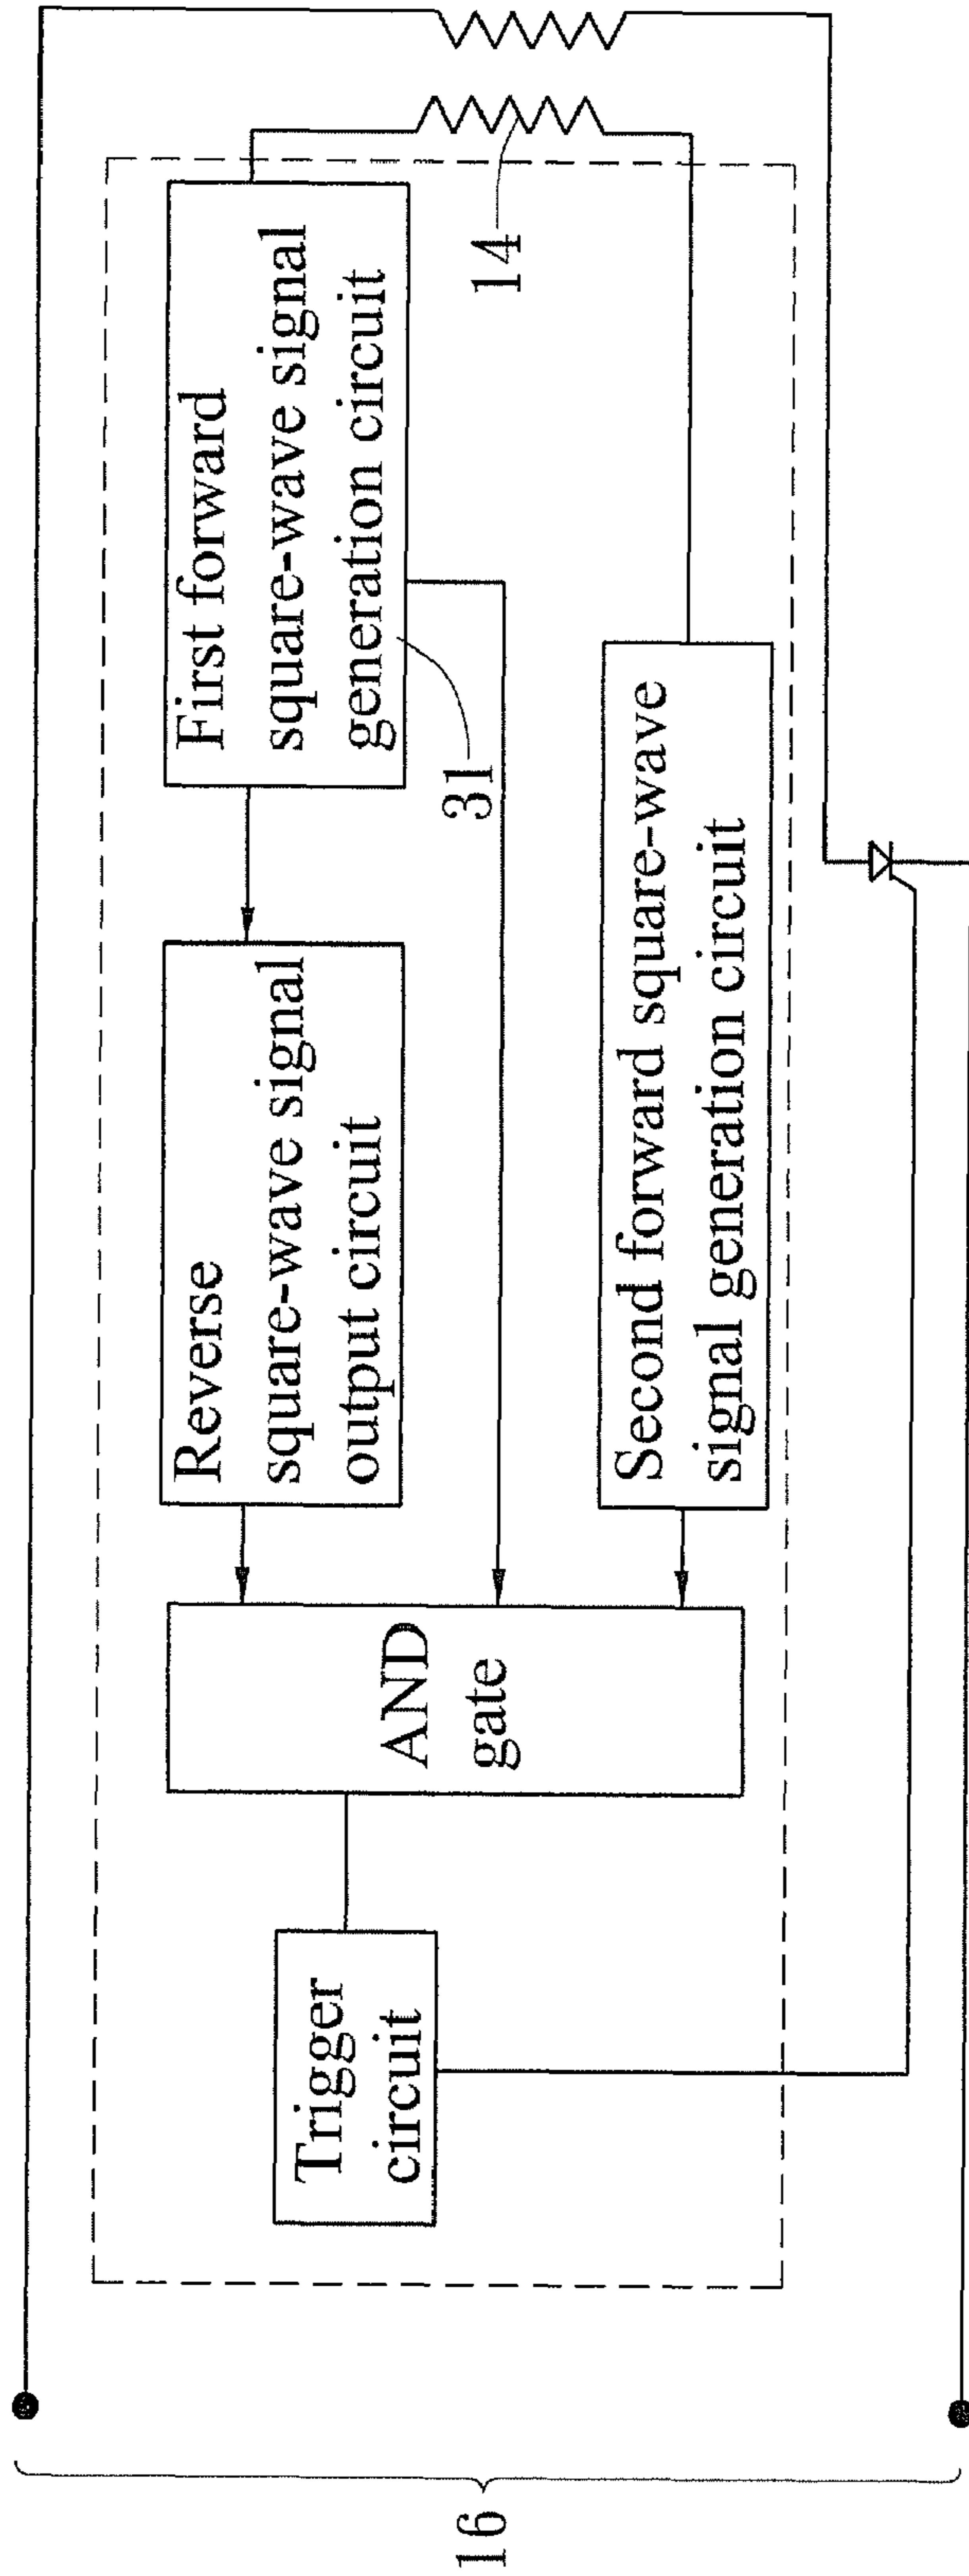 16
Trigger
circuit
AND
gate
Reverse
square-wave signal
output circuit
First forward
square-wave signal
generation circuit
31
14
Second forward square-wave
signal generation circuit